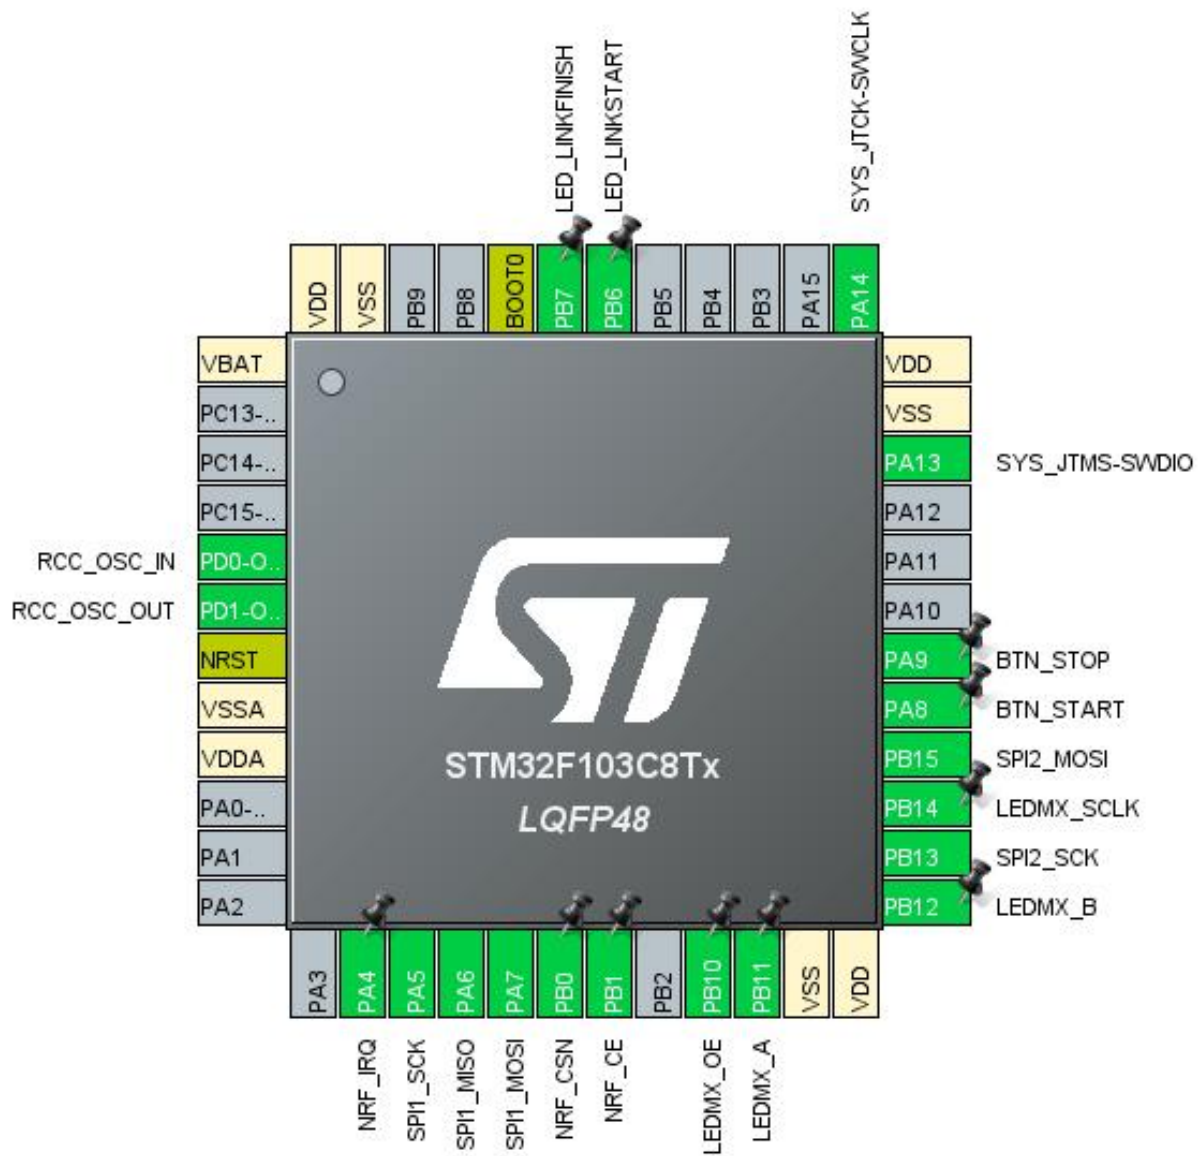 LED_LINKFINISH
LED_LINKSTART
SYS_JTCK-SWCLK
VDD
VSS
PB9
PB8
BOOT0
PB7
PB6
PB5
PB4
PB3
PA15
PA14
VBAT
PC13-..
PC14-..
PC15-..
RCC_OSC_IN PD0-O..
RCC_OSC_OUT PD1-O..
NRST
VSSA
VDDA
PA0-..
PA1
PA2
ST
STM32F103C8Tx
LQFP48
VDD
VSS
PA13 SYS_JTMS-SWDIO
PA12
PA11
PA10
PA9 BTN_STOP
PA8 BTN_START
PB15 SPI2_MOSI
PB14 LEDMX_SCLK
PB13 SPI2_SCK
PB12 LEDMX_B
PA3
PA4
PA5
PA6
PA7
PB0
PB1
PB2
PB10
PB11
VSS
VDD
NRF_IRQ
SPI1_SCK
SPI1_MISO
SPI1_MOSI
NRF_CSN
NRF_CE
LEDMX_OE
LEDMX_A